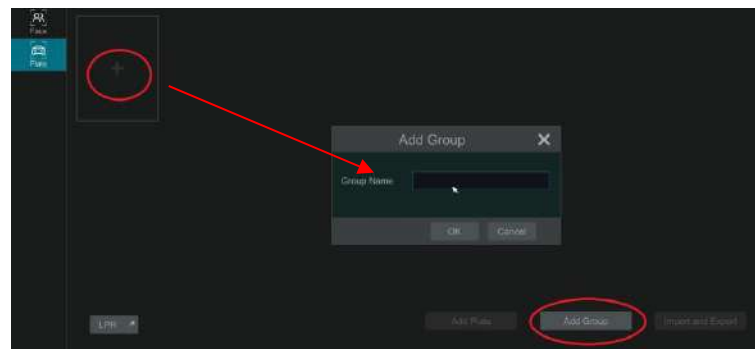 Face
Plate
+
Add Group
Group Name
OK
Cancel
LPR
Add Plate
Add Group
Import and Export